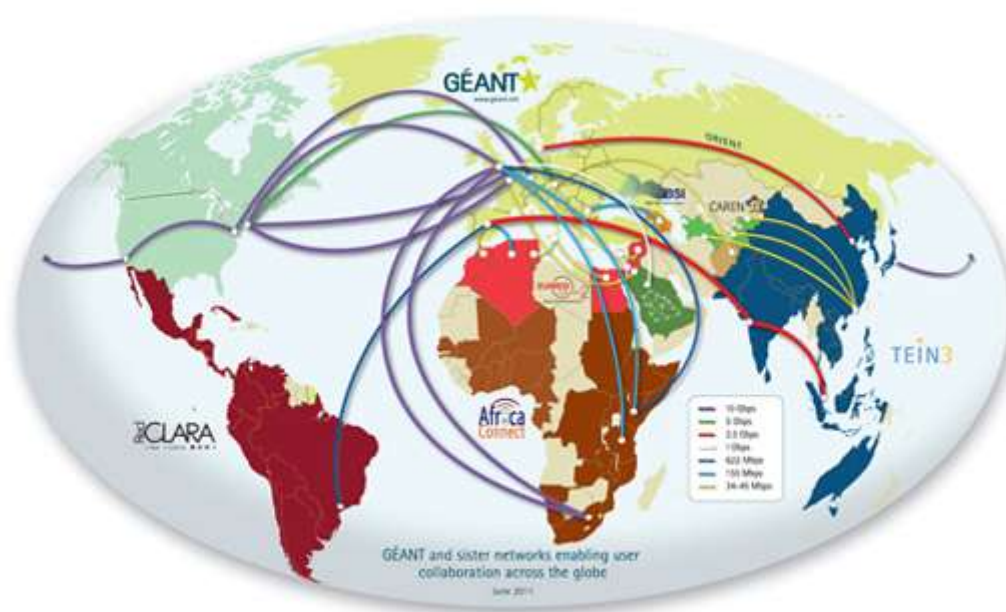 GÉANT
www.geant.net
ORIENT
BSI
CAREN
TEIN3
CLARA
Africa
Connect
10 Gbps
5 Gbps
2.5 Gbps
1 Gbps
622 Mbps
155 Mbps
34-45 Mbps
GÉANT and sister networks enabling user
collaboration across the globe
June 2011